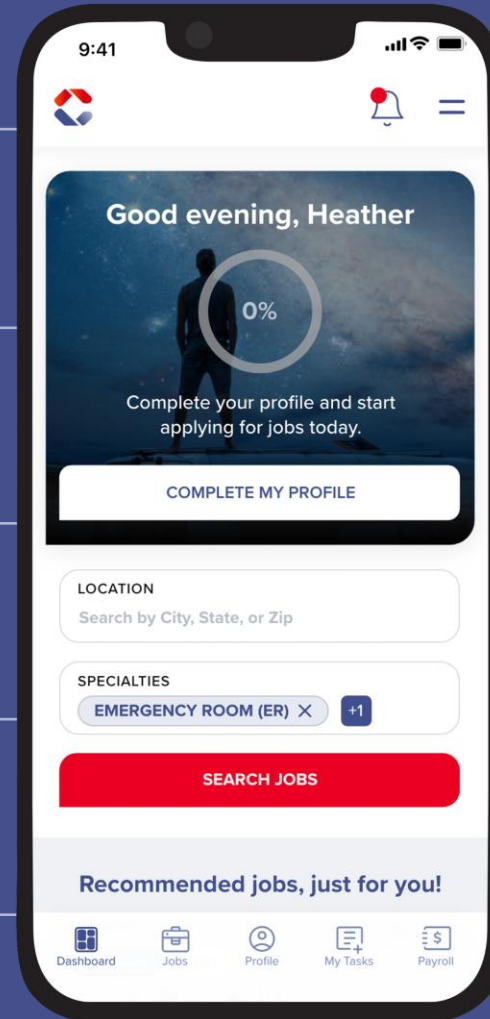 9:41
Good evening, Heather
0%
Complete your profile and start
applying for jobs today.
COMPLETE MY PROFILE
LOCATION
Search by City, State, or Zip
SPECIALTIES
EMERGENCY ROOM (ER) X +1
SEARCH JOBS
Recommended jobs, just for you!
Dashboard Jobs Profile My Tasks Payroll